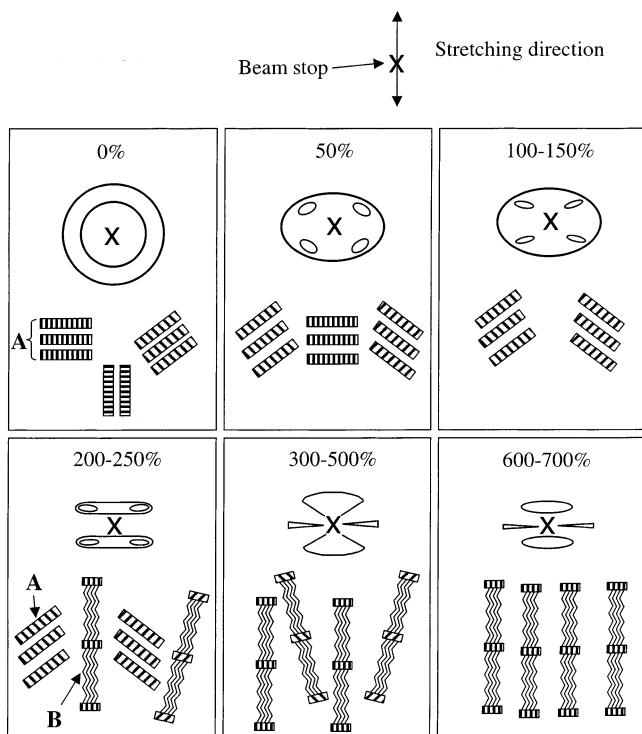 Stretching direction
Beam stop X
0% 50% 100-150%
X X X
A
200-250% 300-500% 600-700%
X X X
A
B